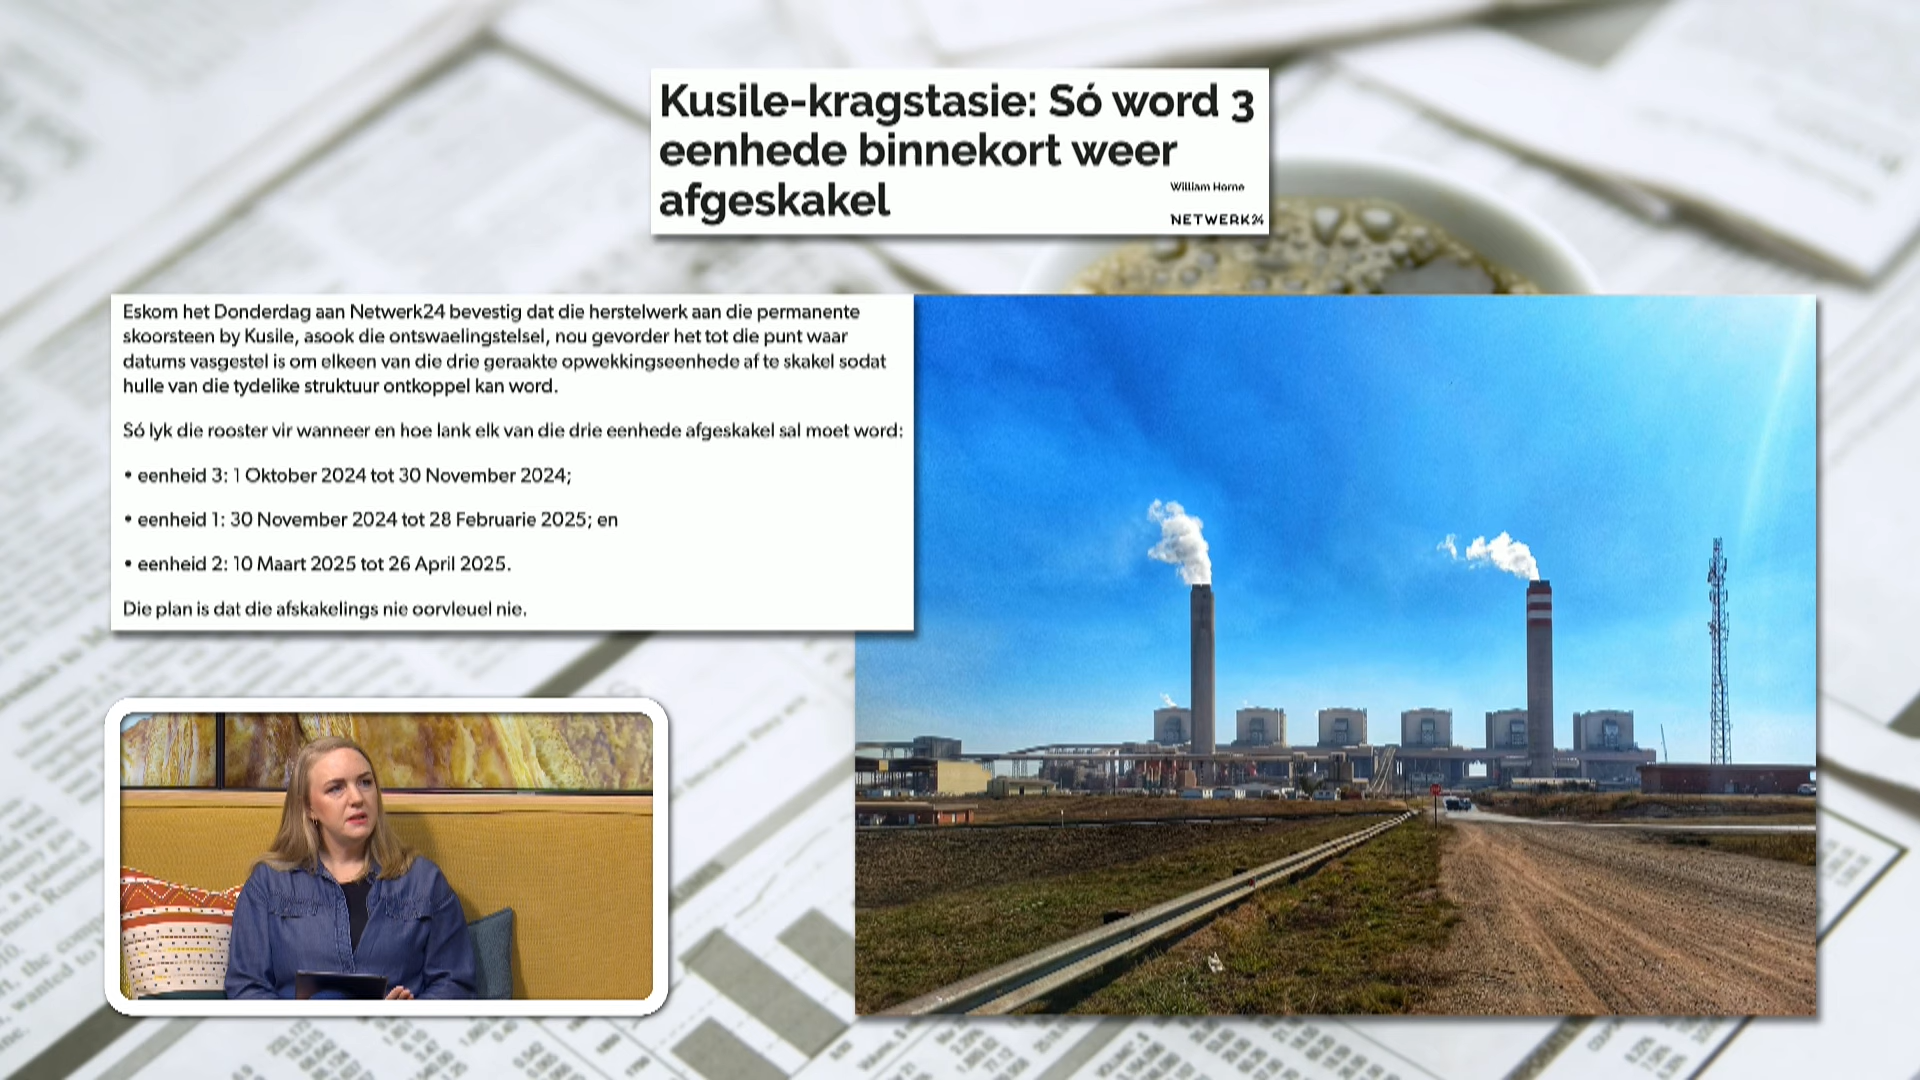 Kusile-kragstasie: Só word 3
eenhede binnekort weer
afgeskakel
William Horne
NETWERK24
Eskom het Donderdag aan Netwerk24 bevestig dat die herstelwerk aan die permanente
skoorsteen by Kusile, asook die ontswaelingstelsel, nou gevorder het tot die punt waar
datums vasgestel is om elkeen van die drie geraakte opwekkingseenhede af te skakel sodat
hulle van die tydelike struktuur ontkoppel kan word.
Só lyk die rooster vir wanneer en hoe lank elk van die drie eenhede afgeskakel sal moet word:
• eenheid 3: 1 Oktober 2024 tot 30 November 2024;
• eenheid 1: 30 November 2024 tot 28 Februarie 2025; en
• eenheid 2: 10 Maart 2025 tot 26 April 2025.
Die plan is dat die afskakelings nie oorvleuel nie.